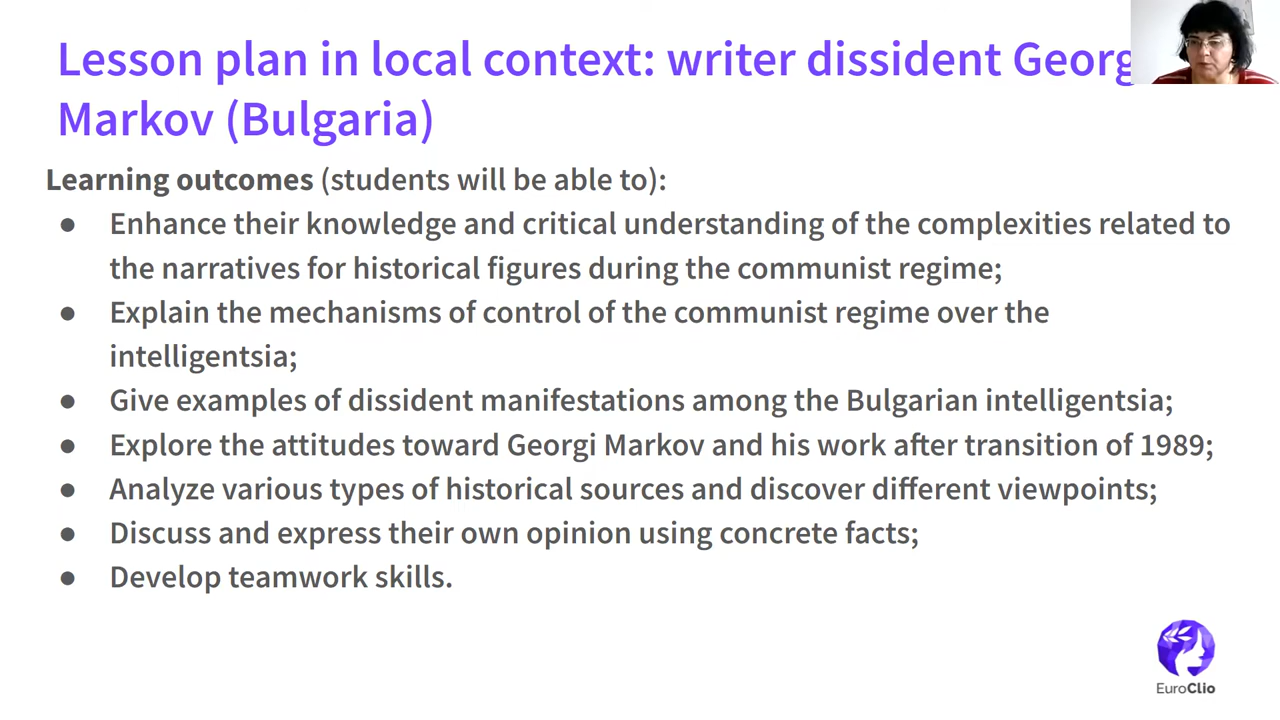 Lesson plan in local context: writer dissident Georg
Markov (Bulgaria)
Learning outcomes (students will be able to):
● Enhance their knowledge and critical understanding of the complexities related to
the narratives for historical figures during the communist regime;
● Explain the mechanisms of control of the communist regime over the
intelligentsia;
● Give examples of dissident manifestations among the Bulgarian intelligentsia;
● Explore the attitudes toward Georgi Markov and his work after transition of 1989;
● Analyze various types of historical sources and discover different viewpoints;
● Discuss and express their own opinion using concrete facts;
● Develop teamwork skills.
EuroClio